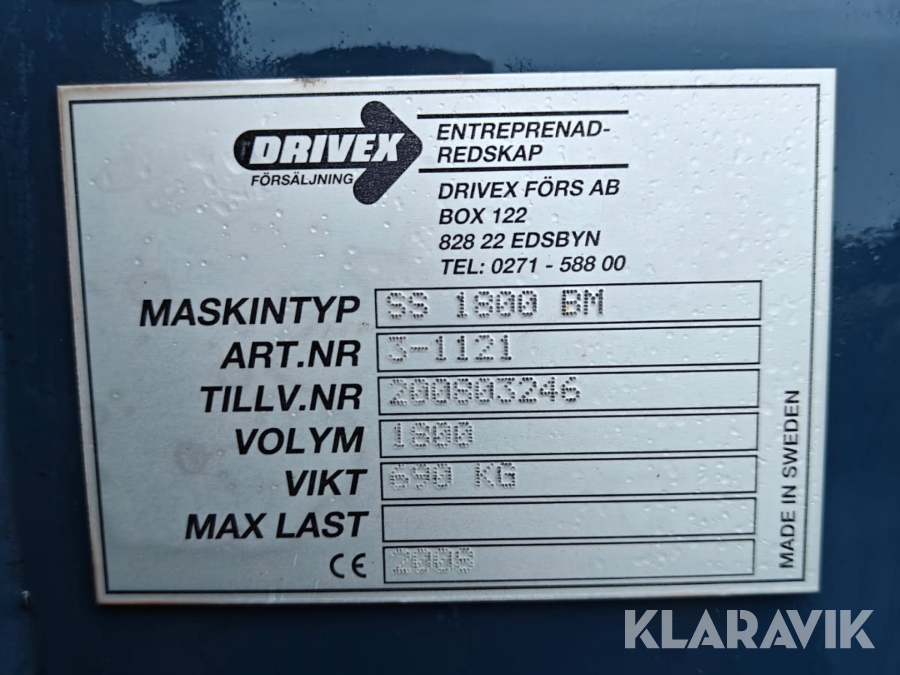 DRIVEX
FÖRSÄLJNING
ENTREPRENAD-
REDSKAP
DRIVEX FÖRS AB
BOX 122
828 22 EDSBYN
TEL: 0271 - 588 00
MASKINTYP SS 1800 BM
ART.NR 3-1121
TILLV.NR 200803246
VOLYM 1800
VIKT 690 KG
MAX LAST
CE 2008
MADE IN SWEDEN
KLARAVIK